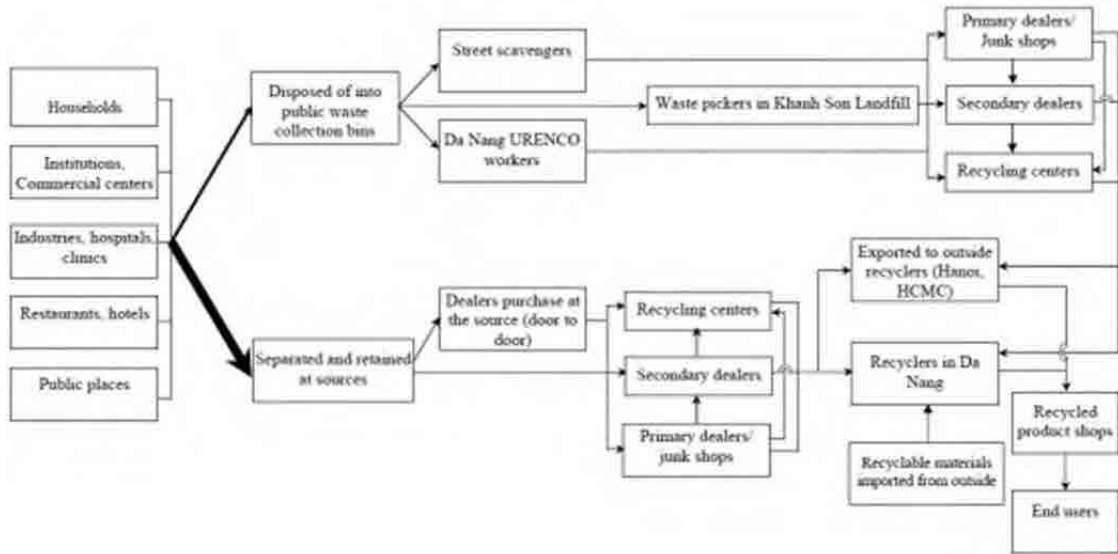 Households
Institutions,
Commercial centers
Industries, hospitals,
clinics
Restaurants, hotels
Public places
Disposed of into
public waste
collection bins
Separated and retained
at sources
Street scavengers
Waste pickers in Khanh Son Landfill
Da Nang URENCO
workers
Primary dealers/
Junk shops
Secondary dealers
Recycling centers
Dealers purchase at
the source (door to
door)
Recycling centers
Secondary dealers
Primary dealers/
junk shops
Exported to outside
recyclers (Hanoi,
HCMC)
Recyclers in Da
Nang
Recyclable materials
imported from outside
Recycled
product shops
End users